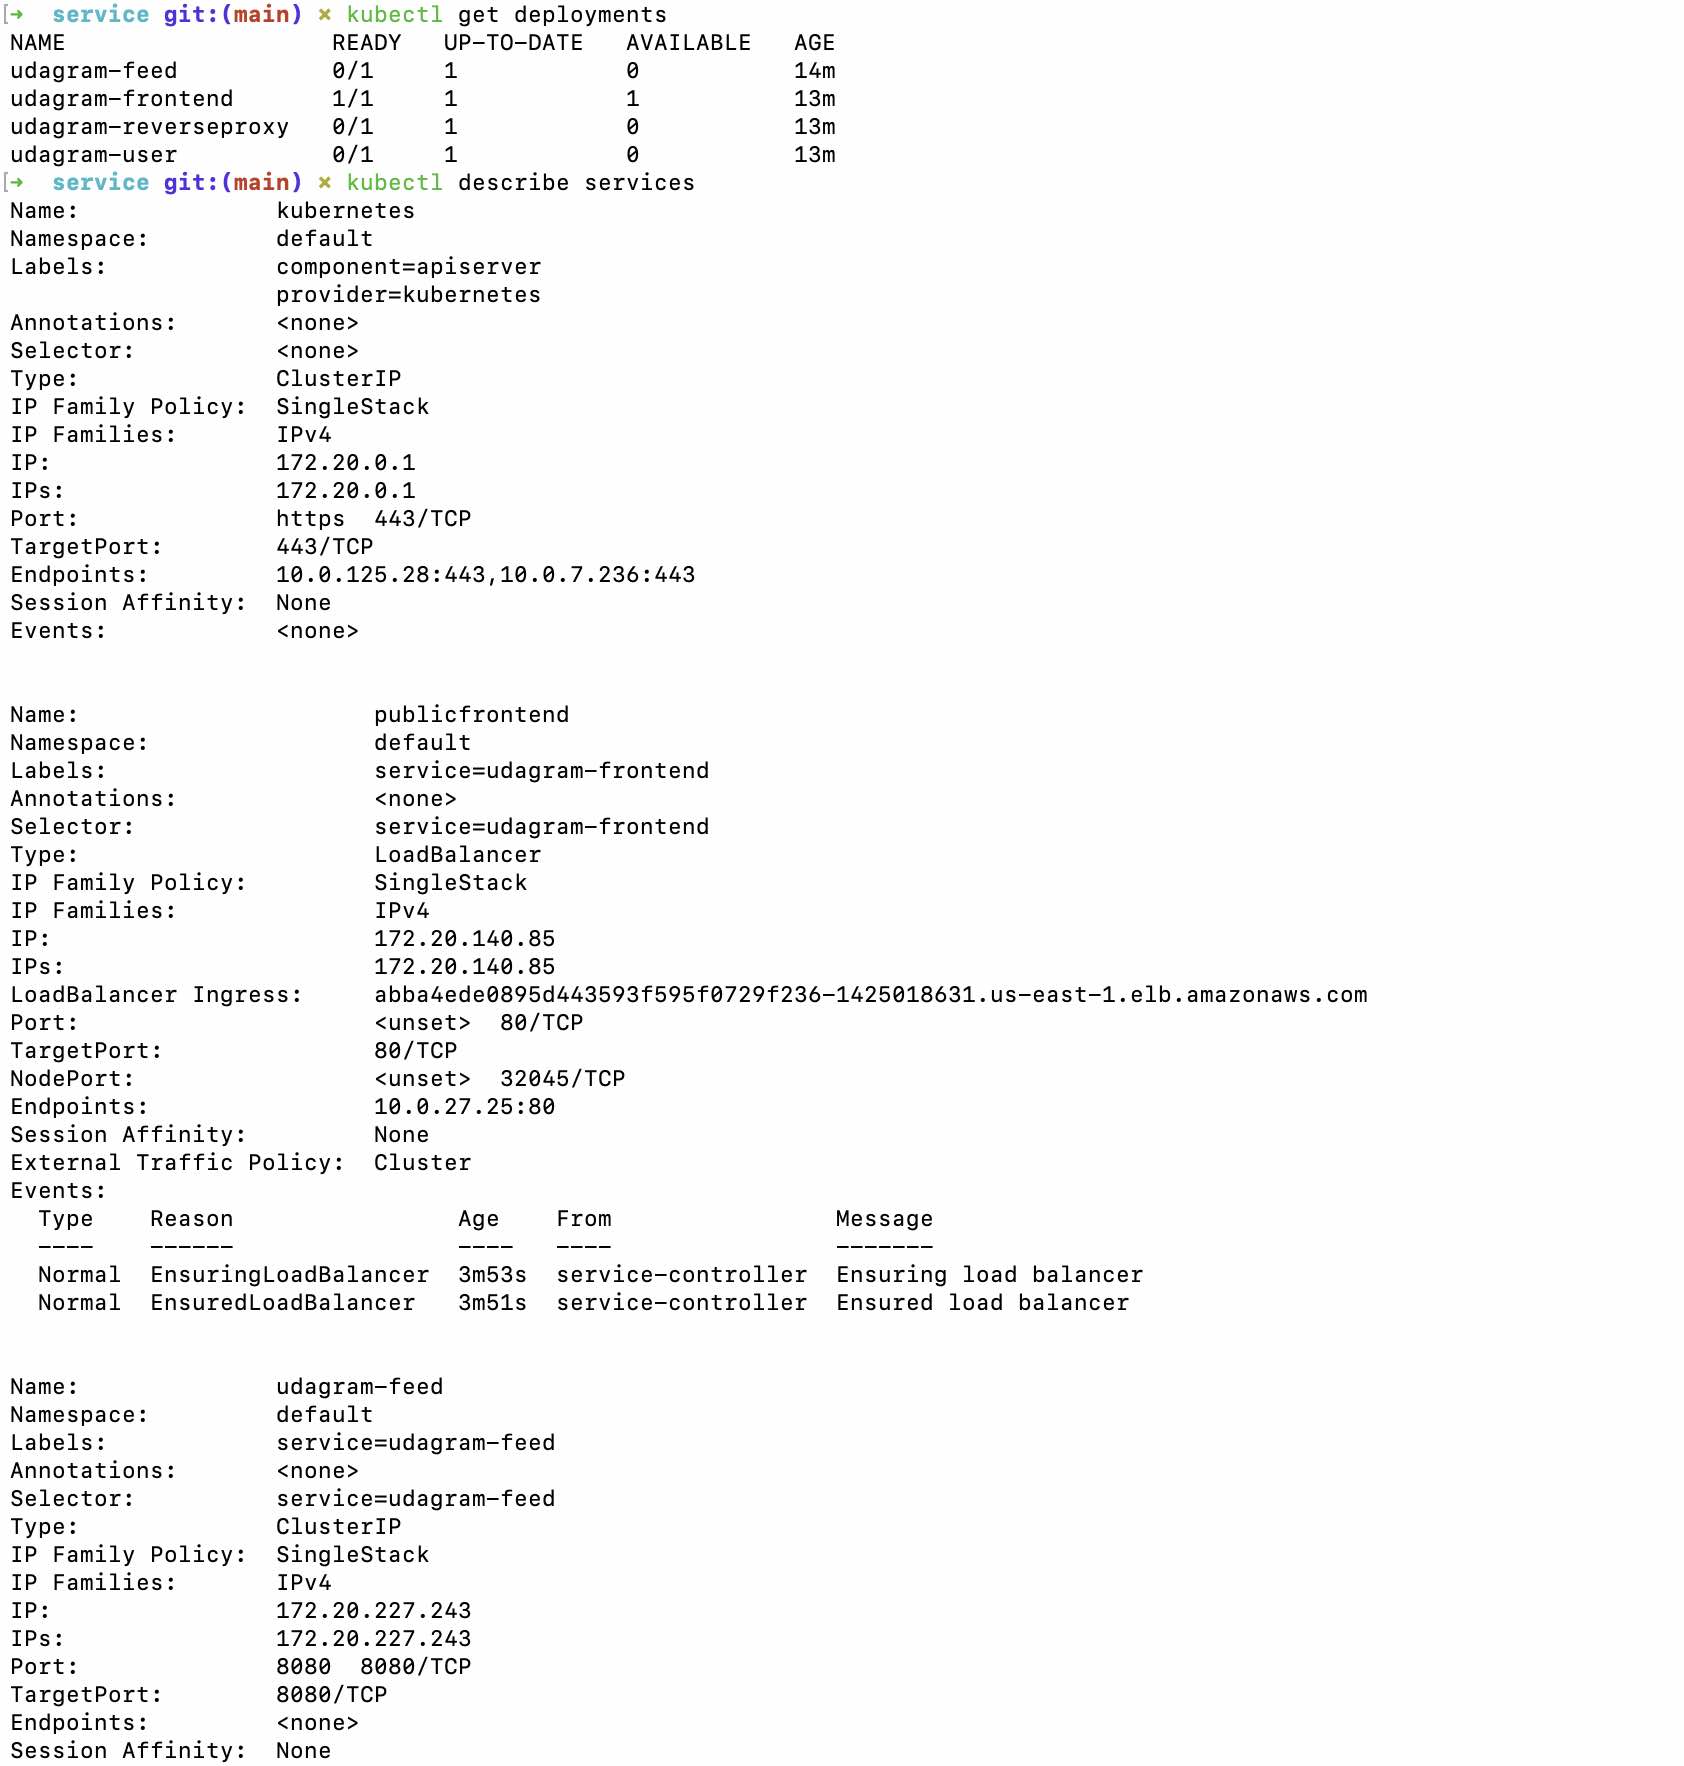 [➜  service git:(main) ✗ kubectl get deployments
NAME                   READY   UP-TO-DATE   AVAILABLE   AGE
udagram-feed           0/1     1            0           14m
udagram-frontend       1/1     1            1           13m
udagram-reverseproxy   0/1     1            0           13m
udagram-user           0/1     1            0           13m
[➜  service git:(main) ✗ kubectl describe services
Name:              kubernetes
Namespace:         default
Labels:            component=apiserver
                   provider=kubernetes
Annotations:       <none>
Selector:          <none>
Type:              ClusterIP
IP Family Policy:  SingleStack
IP Families:       IPv4
IP:                172.20.0.1
IPs:               172.20.0.1
Port:              https  443/TCP
TargetPort:        443/TCP
Endpoints:         10.0.125.28:443,10.0.7.236:443
Session Affinity:  None
Events:            <none>
Name:                     publicfrontend
Namespace:                default
Labels:                   service=udagram-frontend
Annotations:              <none>
Selector:                 service=udagram-frontend
Type:                     LoadBalancer
IP Family Policy:         SingleStack
IP Families:              IPv4
IP:                       172.20.140.85
IPs:                      172.20.140.85
LoadBalancer Ingress:     abba4ede0895d443593f595f0729f236-1425018631.us-east-1.elb.amazonaws.com
Port:                     <unset>  80/TCP
TargetPort:               80/TCP
NodePort:                 <unset>  32045/TCP
Endpoints:                10.0.27.25:80
Session Affinity:         None
External Traffic Policy:  Cluster
Events:
  Type    Reason                Age    From                Message
  ----    ------                ----   ----                -------
  Normal  EnsuringLoadBalancer  3m53s  service-controller  Ensuring load balancer
  Normal  EnsuredLoadBalancer   3m51s  service-controller  Ensured load balancer
Name:              udagram-feed
Namespace:         default
Labels:            service=udagram-feed
Annotations:       <none>
Selector:          service=udagram-feed
Type:              ClusterIP
IP Family Policy:  SingleStack
IP Families:       IPv4
IP:                172.20.227.243
IPs:               172.20.227.243
Port:              8080  8080/TCP
TargetPort:        8080/TCP
Endpoints:         <none>
Session Affinity:  None